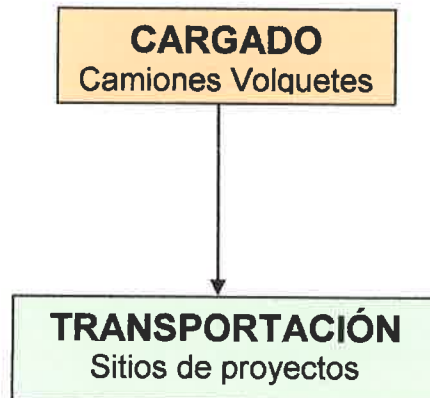 CARGADO
Camiones Volquetes
TRANSPORTACIÓN
Sitios de proyectos